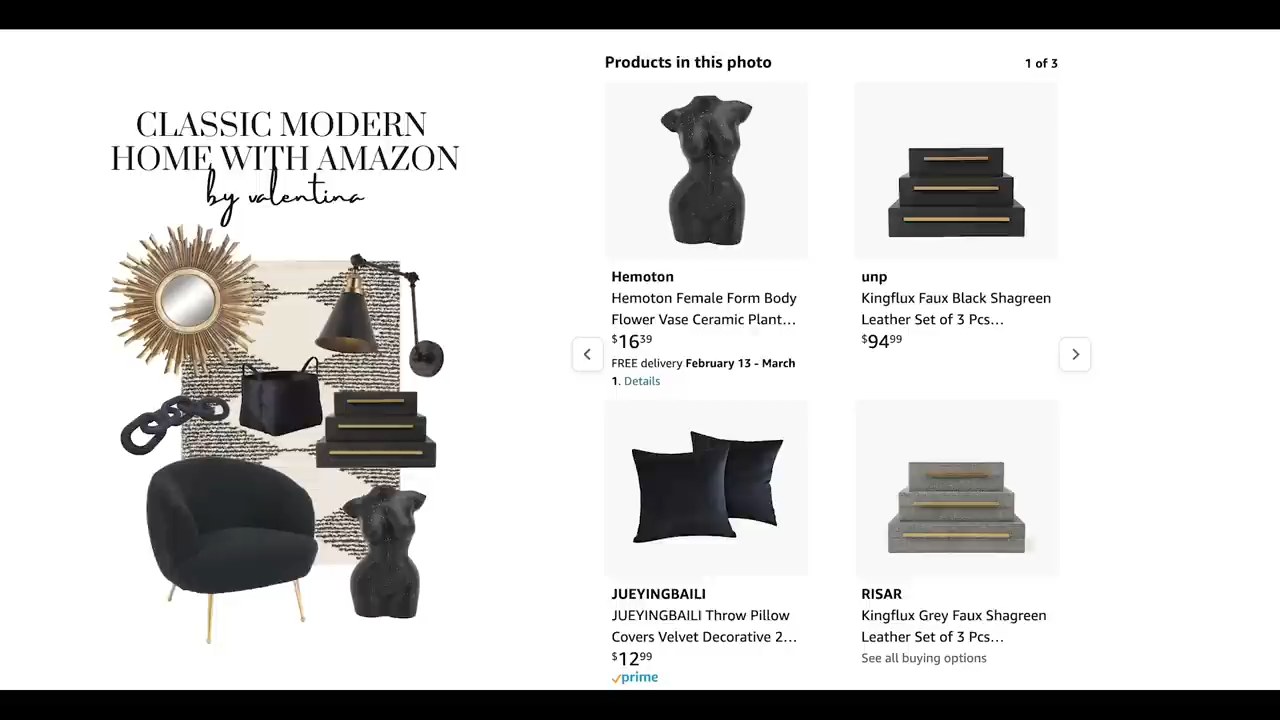 CLASSIC MODERN
HOME WITH AMAZON
by valentina
Products in this photo
1 of 3
Hemoton
Hemoton Female Form Body
Flower Vase Ceramic Plant...
$16.39
FREE delivery February 13 - March
1. Details
unp
Kingflux Faux Black Shagreen
Leather Set of 3 Pcs...
$94.99
JUEYINGBAILI
JUEYINGBAILI Throw Pillow
Covers Velvet Decorative 2...
$12.99
prime
RISAR
Kingflux Grey Faux Shagreen
Leather Set of 3 Pcs...
See all buying options